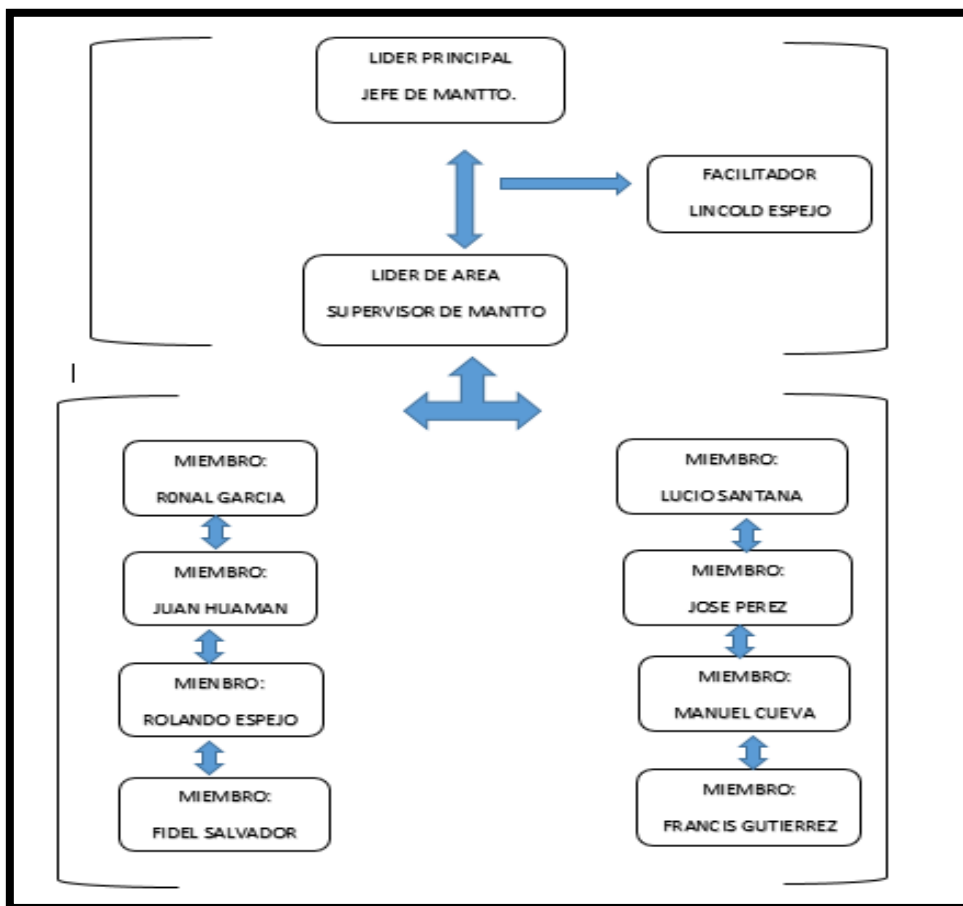 LIDER PRINCIPAL
JEFE DE MANTTO.
FACILITADOR
LINCOLD ESPEJO
LIDER DE AREA
SUPERVISOR DE MANTTO
MIEMBRO:
RONAL GARCIA
MIEMBRO:
JUAN HUAMAN
MIENBRO:
ROLANDO ESPEJO
MIEMBRO:
FIDEL SALVADOR
MIEMBRO:
LUCIO SANTANA
MIEMBRO:
JOSE PEREZ
MIEMBRO:
MANUEL CUEVA
MIEMBRO:
FRANCIS GUTIERREZ